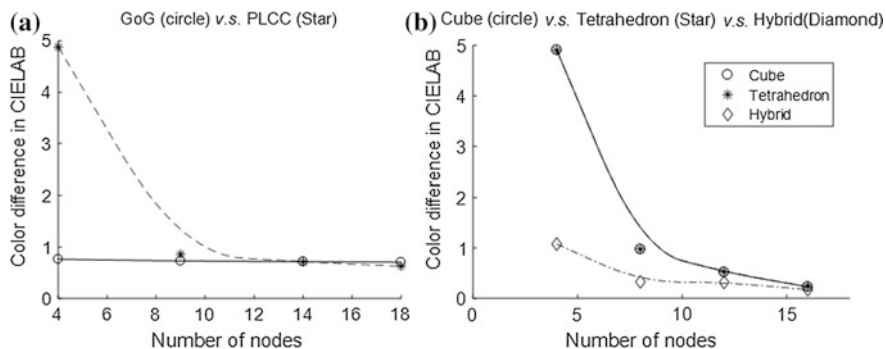 (a)
GoG (circle) v.s. PLCC (Star)
Color difference in CIELAB
5
4
3
2
1
0
4 6 8 10 12 14 16 18
Number of nodes
(b)
Cube (circle) v.s. Tetrahedron (Star) v.s. Hybrid(Diamond)
Color difference in CIELAB
5
4
3
2
1
0
0 5 10 15
Number of nodes
Cube
Tetrahedron
Hybrid